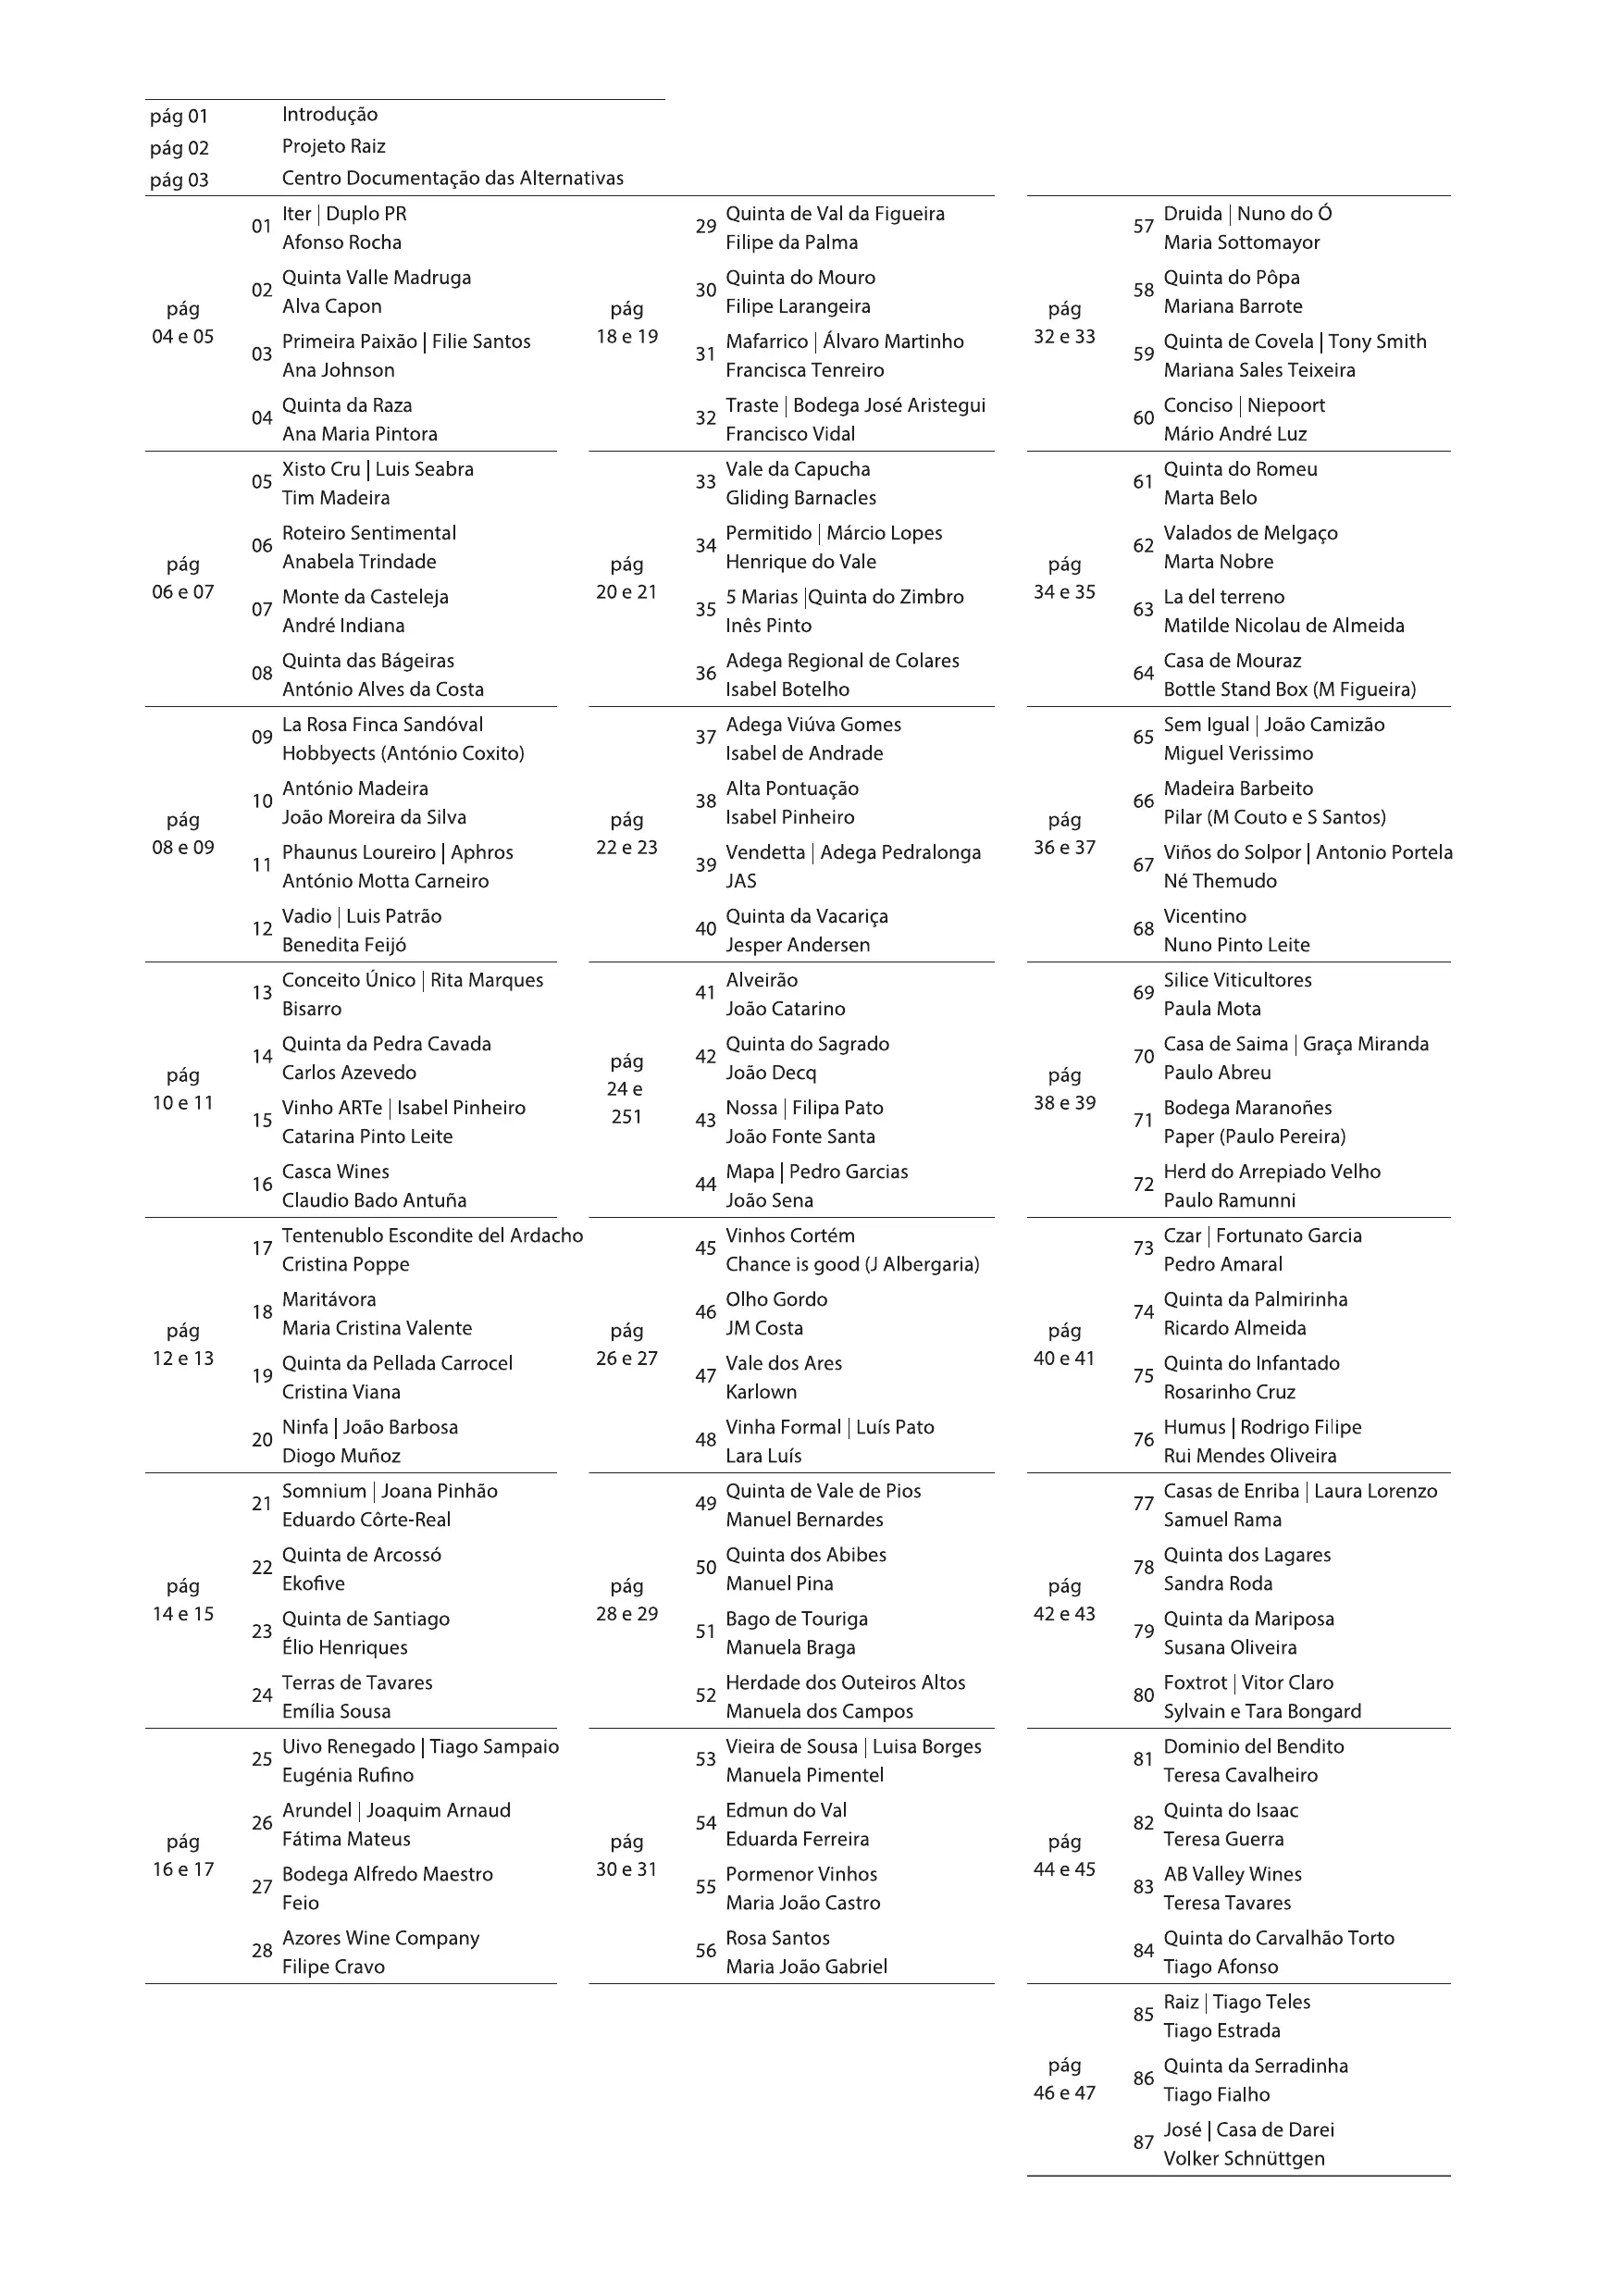 pág 01 Introdução
pág 02 Projeto Raiz
pág 03 Centro Documentação das Alternativas
pág
04 e 05
01 Iter | Duplo PR
Afonso Rocha
02 Quinta Valle Madruga
Alva Capon
03 Primeira Paixão | Filie Santos
Ana Johnson
04 Quinta da Raza
Ana Maria Pintora
pág
06 e 07
05 Xisto Cru | Luis Seabra
Tim Madeira
06 Roteiro Sentimental
Anabela Trindade
07 Monte da Casteleja
André Indiana
08 Quinta das Bágeiras
António Alves da Costa
pág
08 e 09
09 La Rosa Finca Sandóval
Hobbyects (António Coxito)
10 António Madeira
João Moreira da Silva
11 Phaunus Loureiro | Aphros
António Motta Carneiro
12 Vadio | Luis Patrão
Benedita Feijó
pág
10 e 11
13 Conceito Único | Rita Marques
Bisarro
14 Quinta da Pedra Cavada
Carlos Azevedo
15 Vinho ARTe | Isabel Pinheiro
Catarina Pinto Leite
16 Casca Wines
Claudio Bado Antuña
pág
12 e 13
17 Tentenublo Escondite del Ardacho
Cristina Poppe
18 Maritávora
Maria Cristina Valente
19 Quinta da Pellada Carrocel
Cristina Viana
20 Ninfa | João Barbosa
Diogo Muñoz
pág
14 e 15
21 Somnium | Joana Pinhão
Eduardo Côrte-Real
22 Quinta de Arcossó
Ekofive
23 Quinta de Santiago
Élio Henriques
24 Terras de Tavares
Emília Sousa
pág
16 e 17
25 Uivo Renegado | Tiago Sampaio
Eugénia Rufino
26 Arundel | Joaquim Arnaud
Fátima Mateus
27 Bodega Alfredo Maestro
Feio
28 Azores Wine Company
Filipe Cravo
pág
18 e 19
29 Quinta de Val da Figueira
Filipe da Palma
30 Quinta do Mouro
Filipe Larangeira
31 Mafarrico | Álvaro Martinho
Francisca Tenreiro
32 Traste | Bodega José Aristegui
Francisco Vidal
pág
20 e 21
33 Vale da Capucha
Gliding Barnacles
34 Permitido | Márcio Lopes
Henrique do Vale
35 5 Marias |Quinta do Zimbro
Inês Pinto
36 Adega Regional de Colares
Isabel Botelho
pág
22 e 23
37 Adega Viúva Gomes
Isabel de Andrade
38 Alta Pontuação
Isabel Pinheiro
39 Vendetta | Adega Pedralonga
JAS
40 Quinta da Vacariça
Jesper Andersen
pág
24 e
251
41 Alveirão
João Catarino
42 Quinta do Sagrado
João Decq
43 Nossa | Filipa Pato
João Fonte Santa
44 Mapa | Pedro Garcias
João Sena
pág
26 e 27
45 Vinhos Cortém
Chance is good (J Albergaria)
46 Olho Gordo
JM Costa
47 Vale dos Ares
Karlown
48 Vinha Formal | Luís Pato
Lara Luís
pág
28 e 29
49 Quinta de Vale de Pios
Manuel Bernardes
50 Quinta dos Abibes
Manuel Pina
51 Bago de Touriga
Manuela Braga
52 Herdade dos Outeiros Altos
Manuela dos Campos
pág
30 e 31
53 Vieira de Sousa | Luisa Borges
Manuela Pimentel
54 Edmun do Val
Eduarda Ferreira
55 Pormenor Vinhos
Maria João Castro
56 Rosa Santos
Maria João Gabriel
pág
32 e 33
57 Druida | Nuno do Ó
Maria Sottomayor
58 Quinta do Pôpa
Mariana Barrote
59 Quinta de Covela | Tony Smith
Mariana Sales Teixeira
60 Conciso | Niepoort
Mário André Luz
pág
34 e 35
61 Quinta do Romeu
Marta Belo
62 Valados de Melgaço
Marta Nobre
63 La del terreno
Matilde Nicolau de Almeida
64 Casa de Mouraz
Bottle Stand Box (M Figueira)
pág
36 e 37
65 Sem Igual | João Camizão
Miguel Verissimo
66 Madeira Barbeito
Pilar (M Couto e S Santos)
67 Viños do Solpor | Antonio Portela
Né Themudo
68 Vicentino
Nuno Pinto Leite
pág
38 e 39
69 Silice Viticultores
Paula Mota
70 Casa de Saima | Graça Miranda
Paulo Abreu
71 Bodega Maranoñes
Paper (Paulo Pereira)
72 Herd do Arrepiado Velho
Paulo Ramunni
pág
40 e 41
73 Czar | Fortunato Garcia
Pedro Amaral
74 Quinta da Palmirinha
Ricardo Almeida
75 Quinta do Infantado
Rosarinho Cruz
76 Humus | Rodrigo Filipe
Rui Mendes Oliveira
pág
42 e 43
77 Casas de Enriba | Laura Lorenzo
Samuel Rama
78 Quinta dos Lagares
Sandra Roda
79 Quinta da Mariposa
Susana Oliveira
80 Foxtrot | Vitor Claro
Sylvain e Tara Bongard
pág
44 e 45
81 Dominio del Bendito
Teresa Cavalheiro
82 Quinta do Isaac
Teresa Guerra
83 AB Valley Wines
Teresa Tavares
84 Quinta do Carvalhão Torto
Tiago Afonso
pág
46 e 47
85 Raiz | Tiago Teles
Tiago Estrada
86 Quinta da Serradinha
Tiago Fialho
87 José | Casa de Darei
Volker Schnüttgen